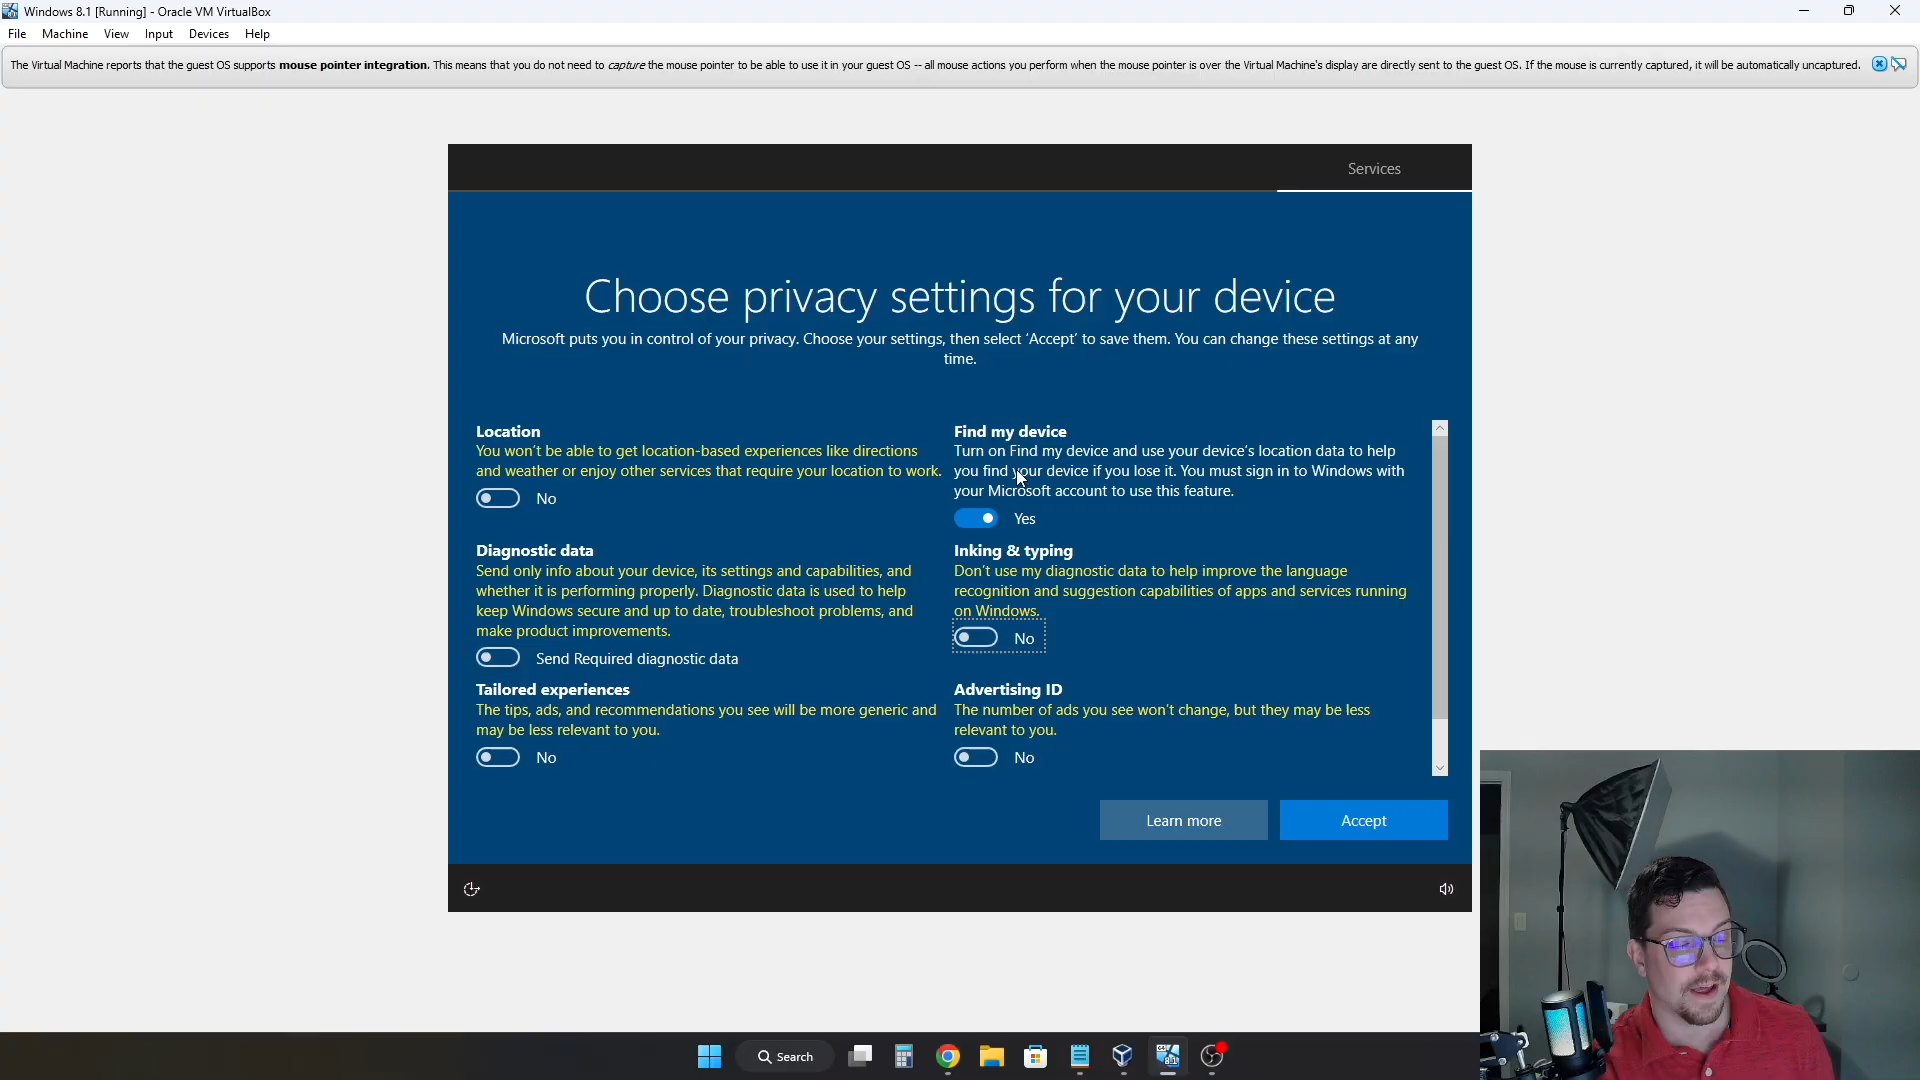 Windows 8.1 [Running] - Oracle VM VirtualBox
File Machine View Input Devices Help
The Virtual Machine reports that the guest OS supports mouse pointer integration. This means that you do not need to capture the mouse pointer to be able to use it in your guest OS -- all mouse actions you perform when the mouse pointer is over the Virtual Machine's display are directly sent to the guest OS. If the mouse is currently captured, it will be automatically uncaptured.
Services
Choose privacy settings for your device
Microsoft puts you in control of your privacy. Choose your settings, then select 'Accept' to save them. You can change these settings at any
time.
Location
You won't be able to get location-based experiences like directions
and weather or enjoy other services that require your location to work.
No
Find my device
Turn on Find my device and use your device's location data to help
you find your device if you lose it. You must sign in to Windows with
your Microsoft account to use this feature.
Yes
Diagnostic data
Send only info about your device, its settings and capabilities, and
whether it is performing properly. Diagnostic data is used to help
keep Windows secure and up to date, troubleshoot problems, and
make product improvements.
Send Required diagnostic data
Inking & typing
Don't use my diagnostic data to help improve the language
recognition and suggestion capabilities of apps and services running
on Windows.
No
Tailored experiences
The tips, ads, and recommendations you see will be more generic and
may be less relevant to you.
No
Advertising ID
The number of ads you see won't change, but they may be less
relevant to you.
No
Learn more
Accept
Search